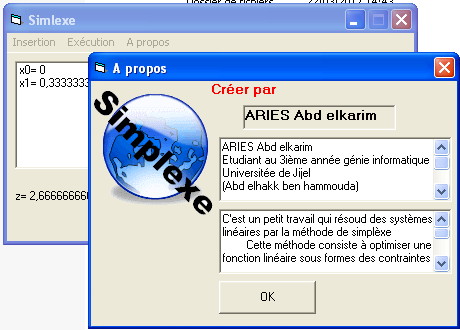 Dossier de fichiers 22/03/2012 14:43
Simlexe
Insertion Exécution A propos
x0= 0
x1= 0,3333333
z= 2,666666666
A propos
Simplexe
Créer par
ARIES Abd elkarim
ARIES Abd elkarim
Etudiant au 3ième année génie informatique
Universitée de Jijel
(Abd elhakk ben hammouda)
C'est un petit travail qui résoud des systèmes
linéaires par la méthode de simplèxe
Cette méthode consiste à optimiser une
fonction linéaire sous formes des contraintes
OK